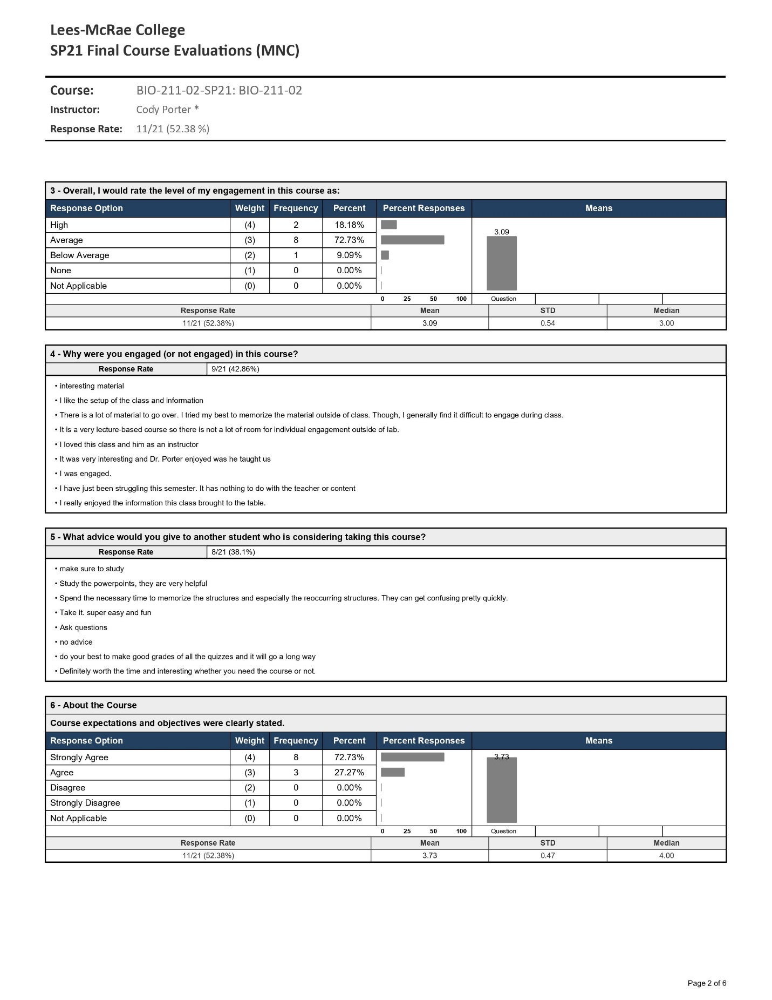 Lees-McRae College
SP21 Final Course Evaluations (MNC)
Course: BIO-211-02-SP21: BIO-211-02
Instructor: Cody Porter *
Response Rate: 11/21 (52.38 %)
3 - Overall, I would rate the level of my engagement in this course as:
Response Option Weight Frequency Percent Percent Responses Means
High (4) 2 18.18%
3.09
Average (3) 8 72.73%
Below Average (2) 1 9.09%
None (1) 0 0.00%
Not Applicable (0) 0 0.00%
0 25 50 100 Question
Response Rate Mean STD Median
11/21 (52.38%) 3.09 0.54 3.00
4 - Why were you engaged (or not engaged) in this course?
Response Rate 9/21 (42.86%)
• interesting material
• I like the setup of the class and information
• There is a lot of material to go over. I tried my best to memorize the material outside of class. Though, I generally find it difficult to engage during class.
• It is a very lecture-based course so there is not a lot of room for individual engagement outside of lab.
• I loved this class and him as an instructor
• It was very interesting and Dr. Porter enjoyed was he taught us
• I was engaged.
• I have just been struggling this semester. It has nothing to do with the teacher or content
• I really enjoyed the information this class brought to the table.
5 - What advice would you give to another student who is considering taking this course?
Response Rate 8/21 (38.1%)
• make sure to study
• Study the powerpoints, they are very helpful
• Spend the necessary time to memorize the structures and especially the reoccurring structures. They can get confusing pretty quickly.
• Take it. super easy and fun
• Ask questions
• no advice
• do your best to make good grades of all the quizzes and it will go a long way
• Definitely worth the time and interesting whether you need the course or not.
6 - About the Course
Course expectations and objectives were clearly stated.
Response Option Weight Frequency Percent Percent Responses Means
Strongly Agree (4) 8 72.73% 3.73
Agree (3) 3 27.27%
Disagree (2) 0 0.00%
Strongly Disagree (1) 0 0.00%
Not Applicable (0) 0 0.00%
0 25 50 100 Question
Response Rate Mean STD Median
11/21 (52.38%) 3.73 0.47 4.00
Page 2 of 6